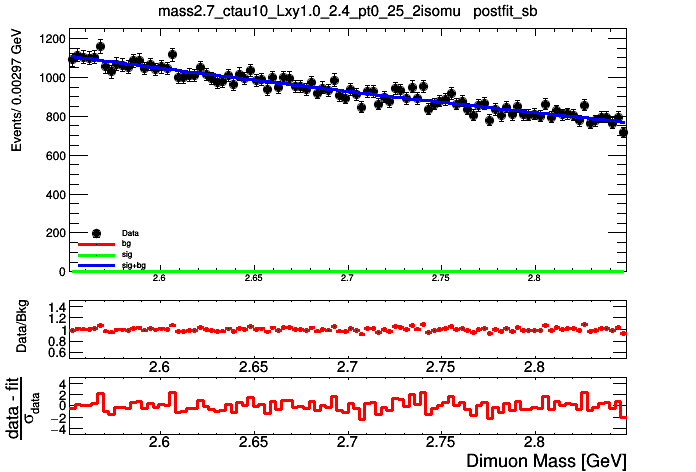 mass2.7_ctau10_Lxy1.0_2.4_pt0_25_2isomu postfit_sb
Events/ 0.00297 GeV
1200
1000
800
600
400
200
0
Data
bg
sig
sig+bg
2.6 2.65 2.7 2.75 2.8
Data/Bkg
1.4
1.2
1
0.8
0.6
2.6 2.65 2.7 2.75 2.8
data - fit
σdata
4
2
0
−2
−4
2.6 2.65 2.7 2.75 2.8
Dimuon Mass [GeV]